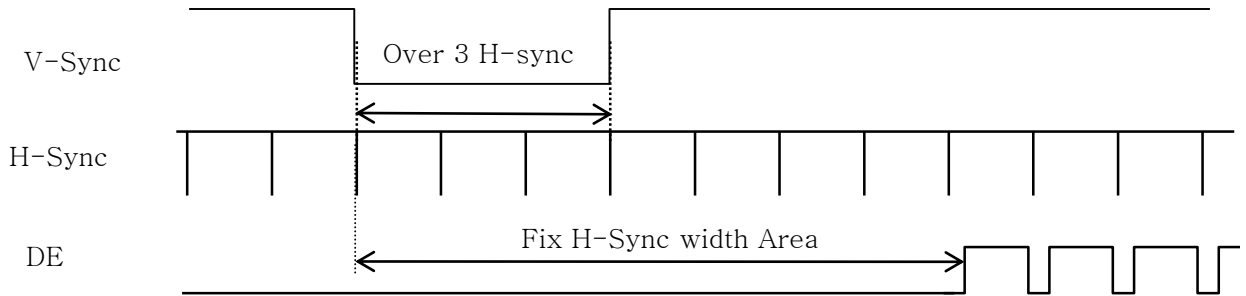 V-Sync
Over 3 H-sync
H-Sync
Fix H-Sync width Area
DE